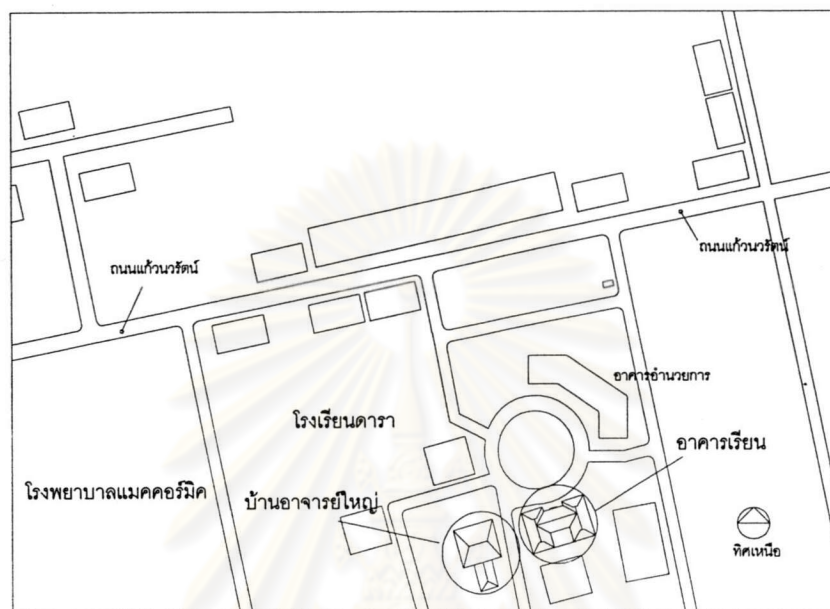 ถนนแก้วนวรัตน์
ถนนแก้วนวรัตน์
อาคารอำนวยการ
โรงเรียนดารา
อาคารเรียน
โรงพยาบาลแมคคอร์มิค
บ้านอาจารย์ใหญ่
ทิศเหนือ